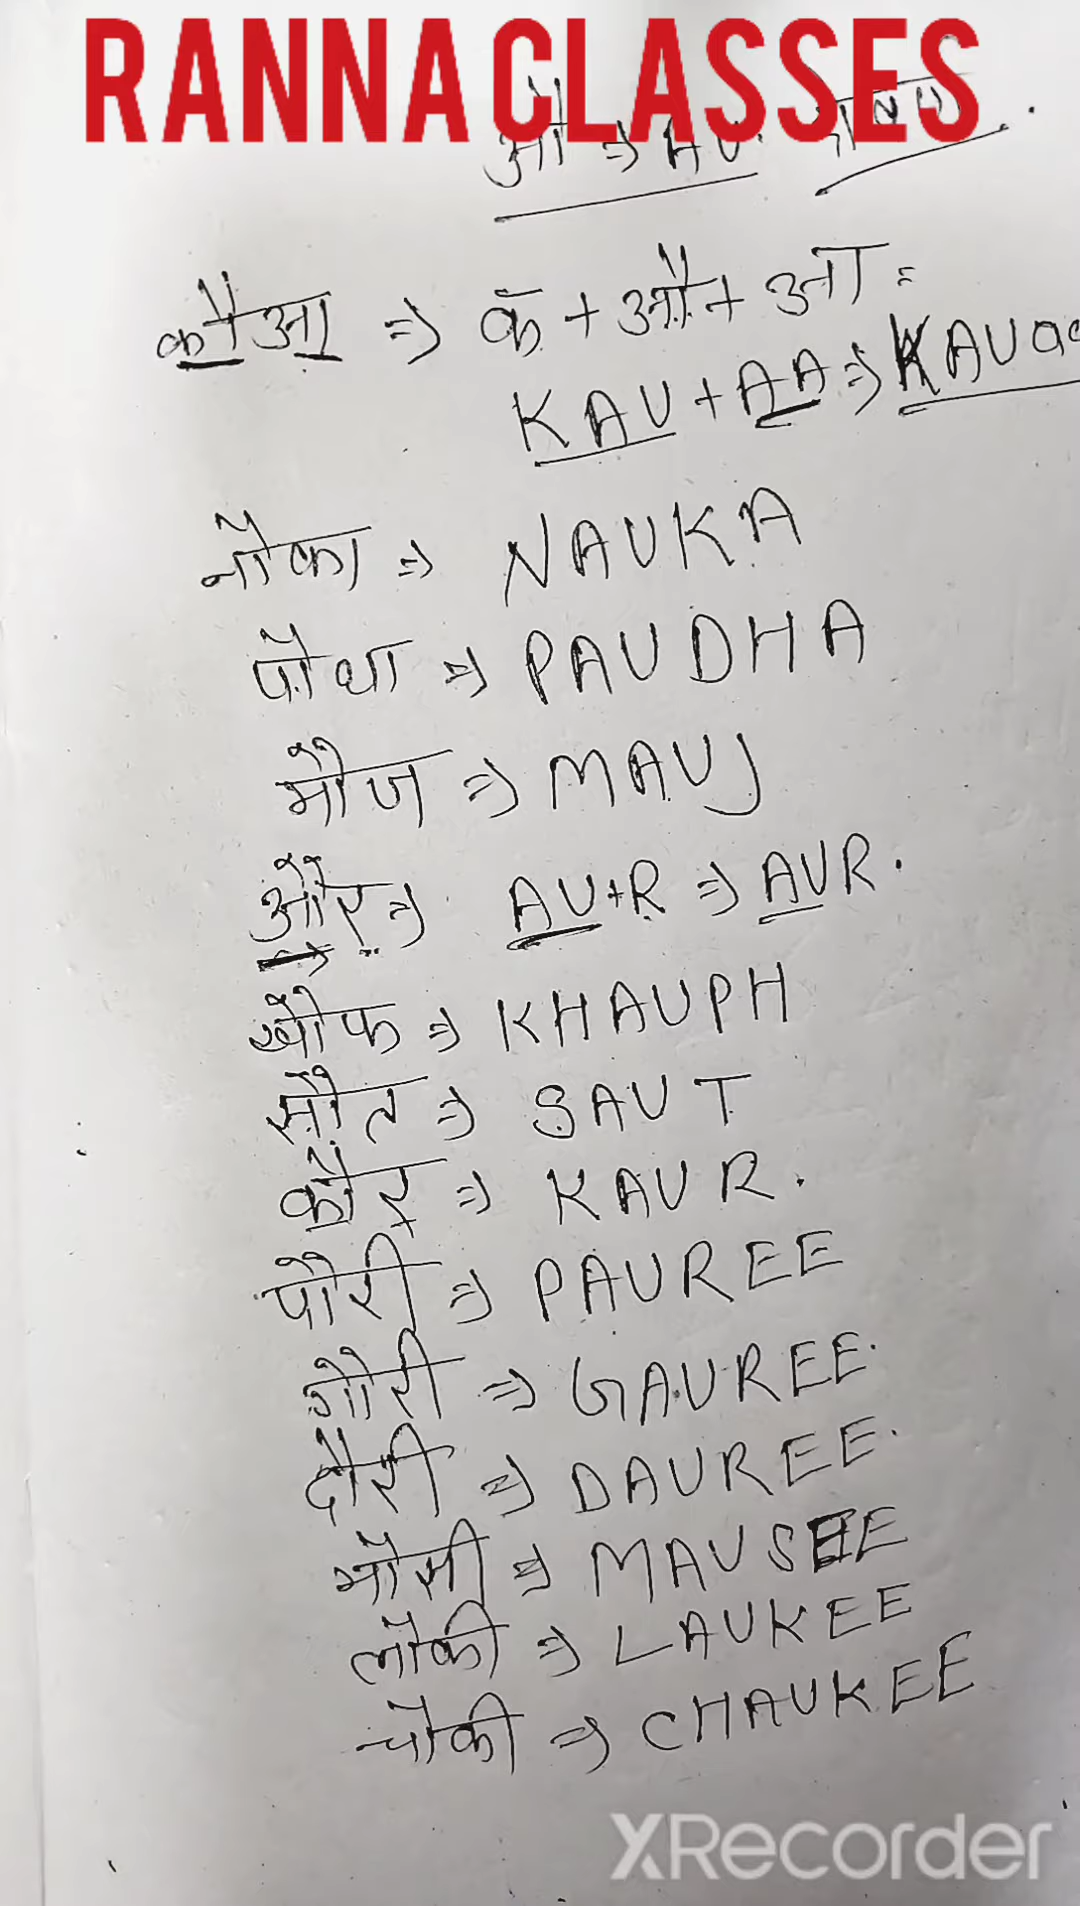 RANNA CLASSES
औ ⇒ AU.
कौआ ⇒ क् + औ + आ =
KAU + AA ⇒ KAUaa
नौका ⇒ NAUKA
पौधा ⇒ PAUDHA
मौज ⇒ MAUJ
और ⇒ AU+R ⇒ AUR.
खौफ ⇒ KHAUPH
सौत ⇒ SAUT
कौर ⇒ KAUR.
पौरी ⇒ PAUREE
गौरी ⇒ GAUREE.
दौरी ⇒ DAUREE.
मौसी ⇒ MAUSEE
लौकी ⇒ LAUKEE
चौकी ⇒ CHAUKEE
XRecorder